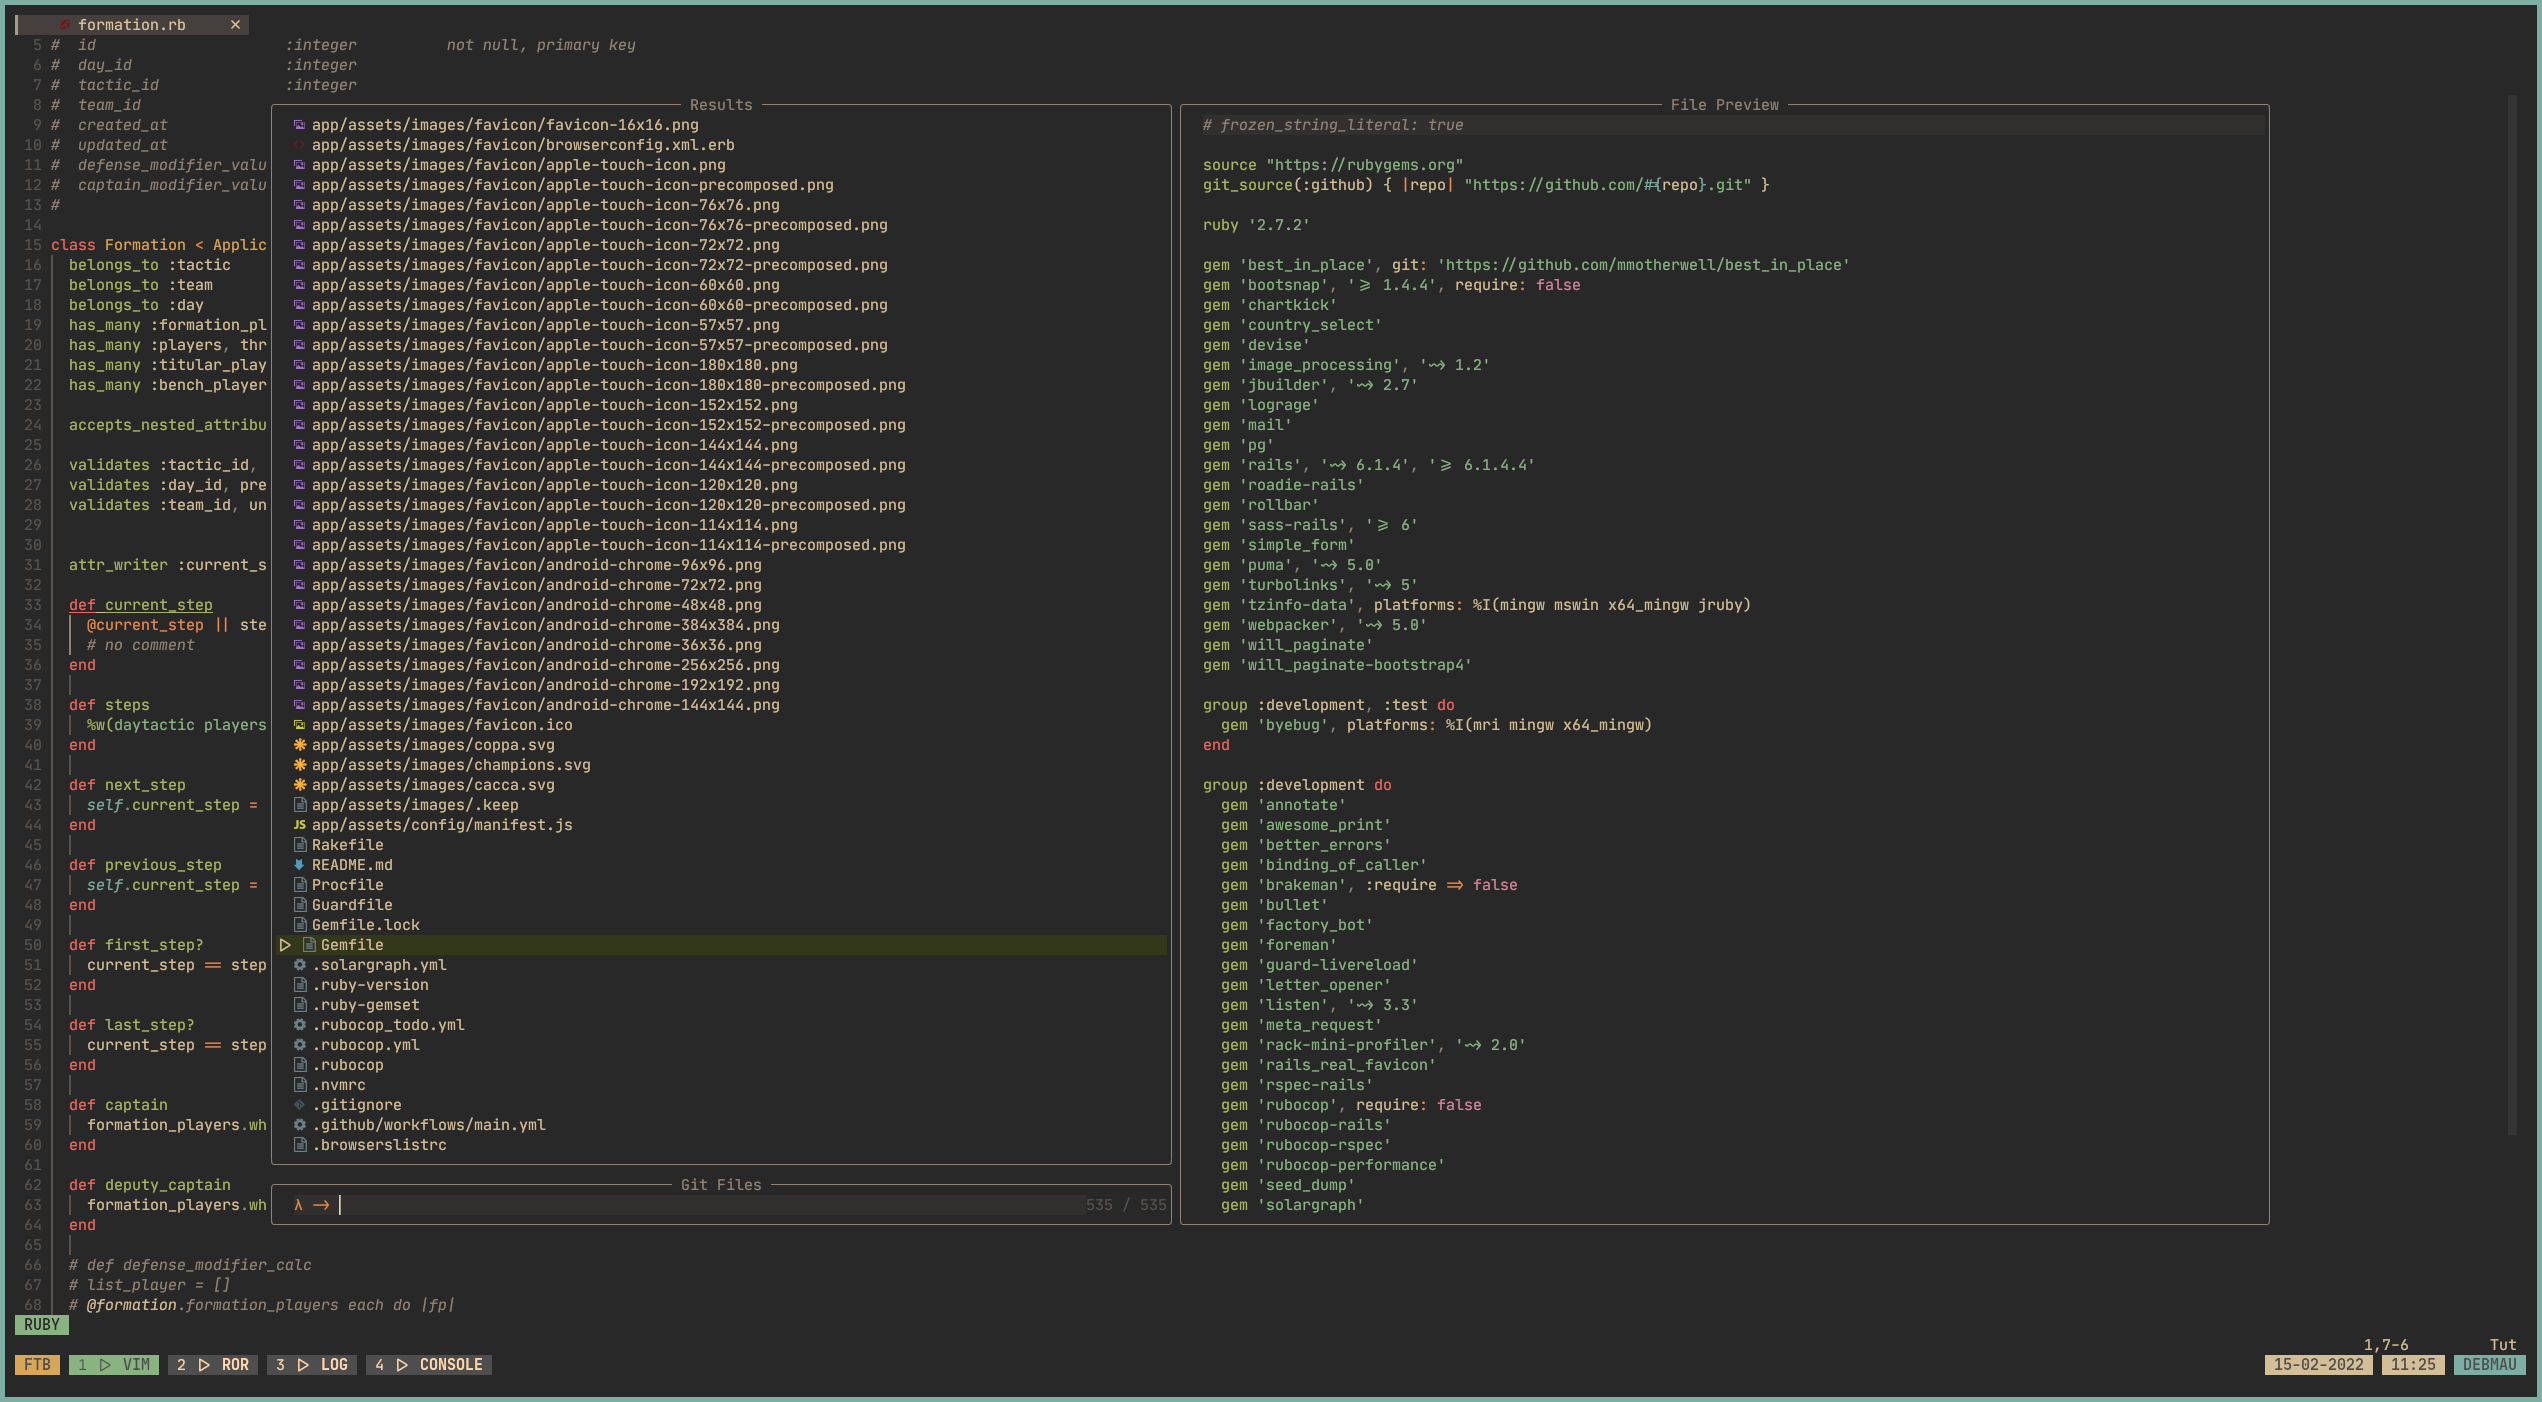 formation.rb ✕
5 #  id                     :integer          not null, primary key
6 #  day_id                 :integer
7 #  tactic_id              :integer
8 #  team_id
9 #  created_at
10 #  updated_at
11 #  defense_modifier_valu
12 #  captain_modifier_valu
13 #
14
15 class Formation < Applic
16   belongs_to :tactic
17   belongs_to :team
18   belongs_to :day
19   has_many :formation_pl
20   has_many :players, thr
21   has_many :titular_play
22   has_many :bench_player
23
24   accepts_nested_attribu
25
26   validates :tactic_id,
27   validates :day_id, pre
28   validates :team_id, un
29
30
31   attr_writer :current_s
32
33   def current_step
34     @current_step || ste
35     # no comment
36   end
37
38   def steps
39     %w(daytactic players
40   end
41
42   def next_step
43     self.current_step =
44   end
45
46   def previous_step
47     self.current_step =
48   end
49
50   def first_step?
51     current_step == step
52   end
53
54   def last_step?
55     current_step == step
56   end
57
58   def captain
59     formation_players.wh
60   end
61
62   def deputy_captain
63     formation_players.wh
64   end
65
66   # def defense_modifier_calc
67   # list_player = []
68   # @formation.formation_players each do |fp|
Results
app/assets/images/favicon/favicon-16x16.png
app/assets/images/favicon/browserconfig.xml.erb
app/assets/images/favicon/apple-touch-icon.png
app/assets/images/favicon/apple-touch-icon-precomposed.png
app/assets/images/favicon/apple-touch-icon-76x76.png
app/assets/images/favicon/apple-touch-icon-76x76-precomposed.png
app/assets/images/favicon/apple-touch-icon-72x72.png
app/assets/images/favicon/apple-touch-icon-72x72-precomposed.png
app/assets/images/favicon/apple-touch-icon-60x60.png
app/assets/images/favicon/apple-touch-icon-60x60-precomposed.png
app/assets/images/favicon/apple-touch-icon-57x57.png
app/assets/images/favicon/apple-touch-icon-57x57-precomposed.png
app/assets/images/favicon/apple-touch-icon-180x180.png
app/assets/images/favicon/apple-touch-icon-180x180-precomposed.png
app/assets/images/favicon/apple-touch-icon-152x152.png
app/assets/images/favicon/apple-touch-icon-152x152-precomposed.png
app/assets/images/favicon/apple-touch-icon-144x144.png
app/assets/images/favicon/apple-touch-icon-144x144-precomposed.png
app/assets/images/favicon/apple-touch-icon-120x120.png
app/assets/images/favicon/apple-touch-icon-120x120-precomposed.png
app/assets/images/favicon/apple-touch-icon-114x114.png
app/assets/images/favicon/apple-touch-icon-114x114-precomposed.png
app/assets/images/favicon/android-chrome-96x96.png
app/assets/images/favicon/android-chrome-72x72.png
app/assets/images/favicon/android-chrome-48x48.png
app/assets/images/favicon/android-chrome-384x384.png
app/assets/images/favicon/android-chrome-36x36.png
app/assets/images/favicon/android-chrome-256x256.png
app/assets/images/favicon/android-chrome-192x192.png
app/assets/images/favicon/android-chrome-144x144.png
app/assets/images/favicon.ico
app/assets/images/coppa.svg
app/assets/images/champions.svg
app/assets/images/cacca.svg
app/assets/images/.keep
JS app/assets/config/manifest.js
Rakefile
README.md
Procfile
Guardfile
Gemfile.lock
▷ Gemfile
.solargraph.yml
.ruby-version
.ruby-gemset
.rubocop_todo.yml
.rubocop.yml
.rubocop
.nvmrc
.gitignore
.github/workflows/main.yml
.browserslistrc
Git Files
λ -> 535 / 535
File Preview
# frozen_string_literal: true

source "https://rubygems.org"
git_source(:github) { |repo| "https://github.com/#{repo}.git" }

ruby '2.7.2'

gem 'best_in_place', git: 'https://github.com/mmotherwell/best_in_place'
gem 'bootsnap', '>= 1.4.4', require: false
gem 'chartkick'
gem 'country_select'
gem 'devise'
gem 'image_processing', '~> 1.2'
gem 'jbuilder', '~> 2.7'
gem 'lograge'
gem 'mail'
gem 'pg'
gem 'rails', '~> 6.1.4', '>= 6.1.4.4'
gem 'roadie-rails'
gem 'rollbar'
gem 'sass-rails', '>= 6'
gem 'simple_form'
gem 'puma', '~> 5.0'
gem 'turbolinks', '~> 5'
gem 'tzinfo-data', platforms: %I(mingw mswin x64_mingw jruby)
gem 'webpacker', '~> 5.0'
gem 'will_paginate'
gem 'will_paginate-bootstrap4'

group :development, :test do
  gem 'byebug', platforms: %I(mri mingw x64_mingw)
end

group :development do
  gem 'annotate'
  gem 'awesome_print'
  gem 'better_errors'
  gem 'binding_of_caller'
  gem 'brakeman', :require => false
  gem 'bullet'
  gem 'factory_bot'
  gem 'foreman'
  gem 'guard-livereload'
  gem 'letter_opener'
  gem 'listen', '~> 3.3'
  gem 'meta_request'
  gem 'rack-mini-profiler', '~> 2.0'
  gem 'rails_real_favicon'
  gem 'rspec-rails'
  gem 'rubocop', require: false
  gem 'rubocop-rails'
  gem 'rubocop-rspec'
  gem 'rubocop-performance'
  gem 'seed_dump'
  gem 'solargraph'
RUBY
1,7-6 Tut
FTB 1 ▷ VIM 2 ▷ ROR 3 ▷ LOG 4 ▷ CONSOLE 15-02-2022 11:25 DEBMAU